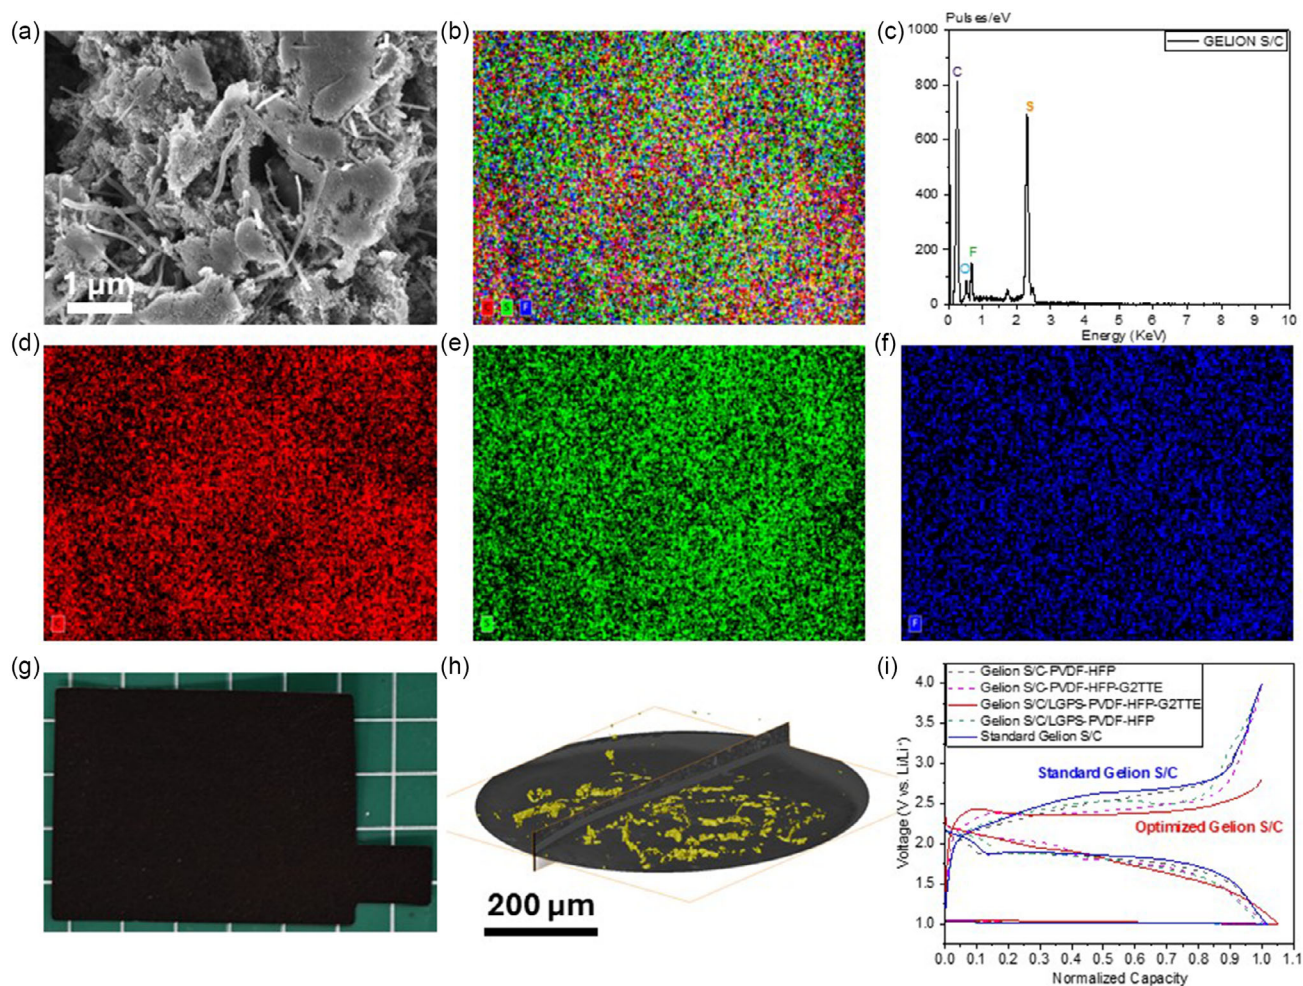 (a)
1 µm
(b)
S F
(c)
Pulses/eV
1000
800
600
400
200
0
GELION S/C
C
O
F
S
0 1 2 3 4 5 6 7 8 9 10
Energy (KeV)
(d)
(e)
S
(f)
F
(g)
(h)
200 µm
(i)
Gelion S/C-PVDF-HFP
Gelion S/C-PVDF-HFP-G2TTE
Gelion S/C/LGPS-PVDF-HFP-G2TTE
Gelion S/C/LGPS-PVDF-HFP
Standard Gelion S/C
Standard Gelion S/C
Optimized Gelion S/C
4.0
3.5
3.0
2.5
2.0
1.5
1.0
Voltage (V vs. Li/Li⁺)
0.0 0.1 0.2 0.3 0.4 0.5 0.6 0.7 0.8 0.9 1.0 1.1
Normalized Capacity